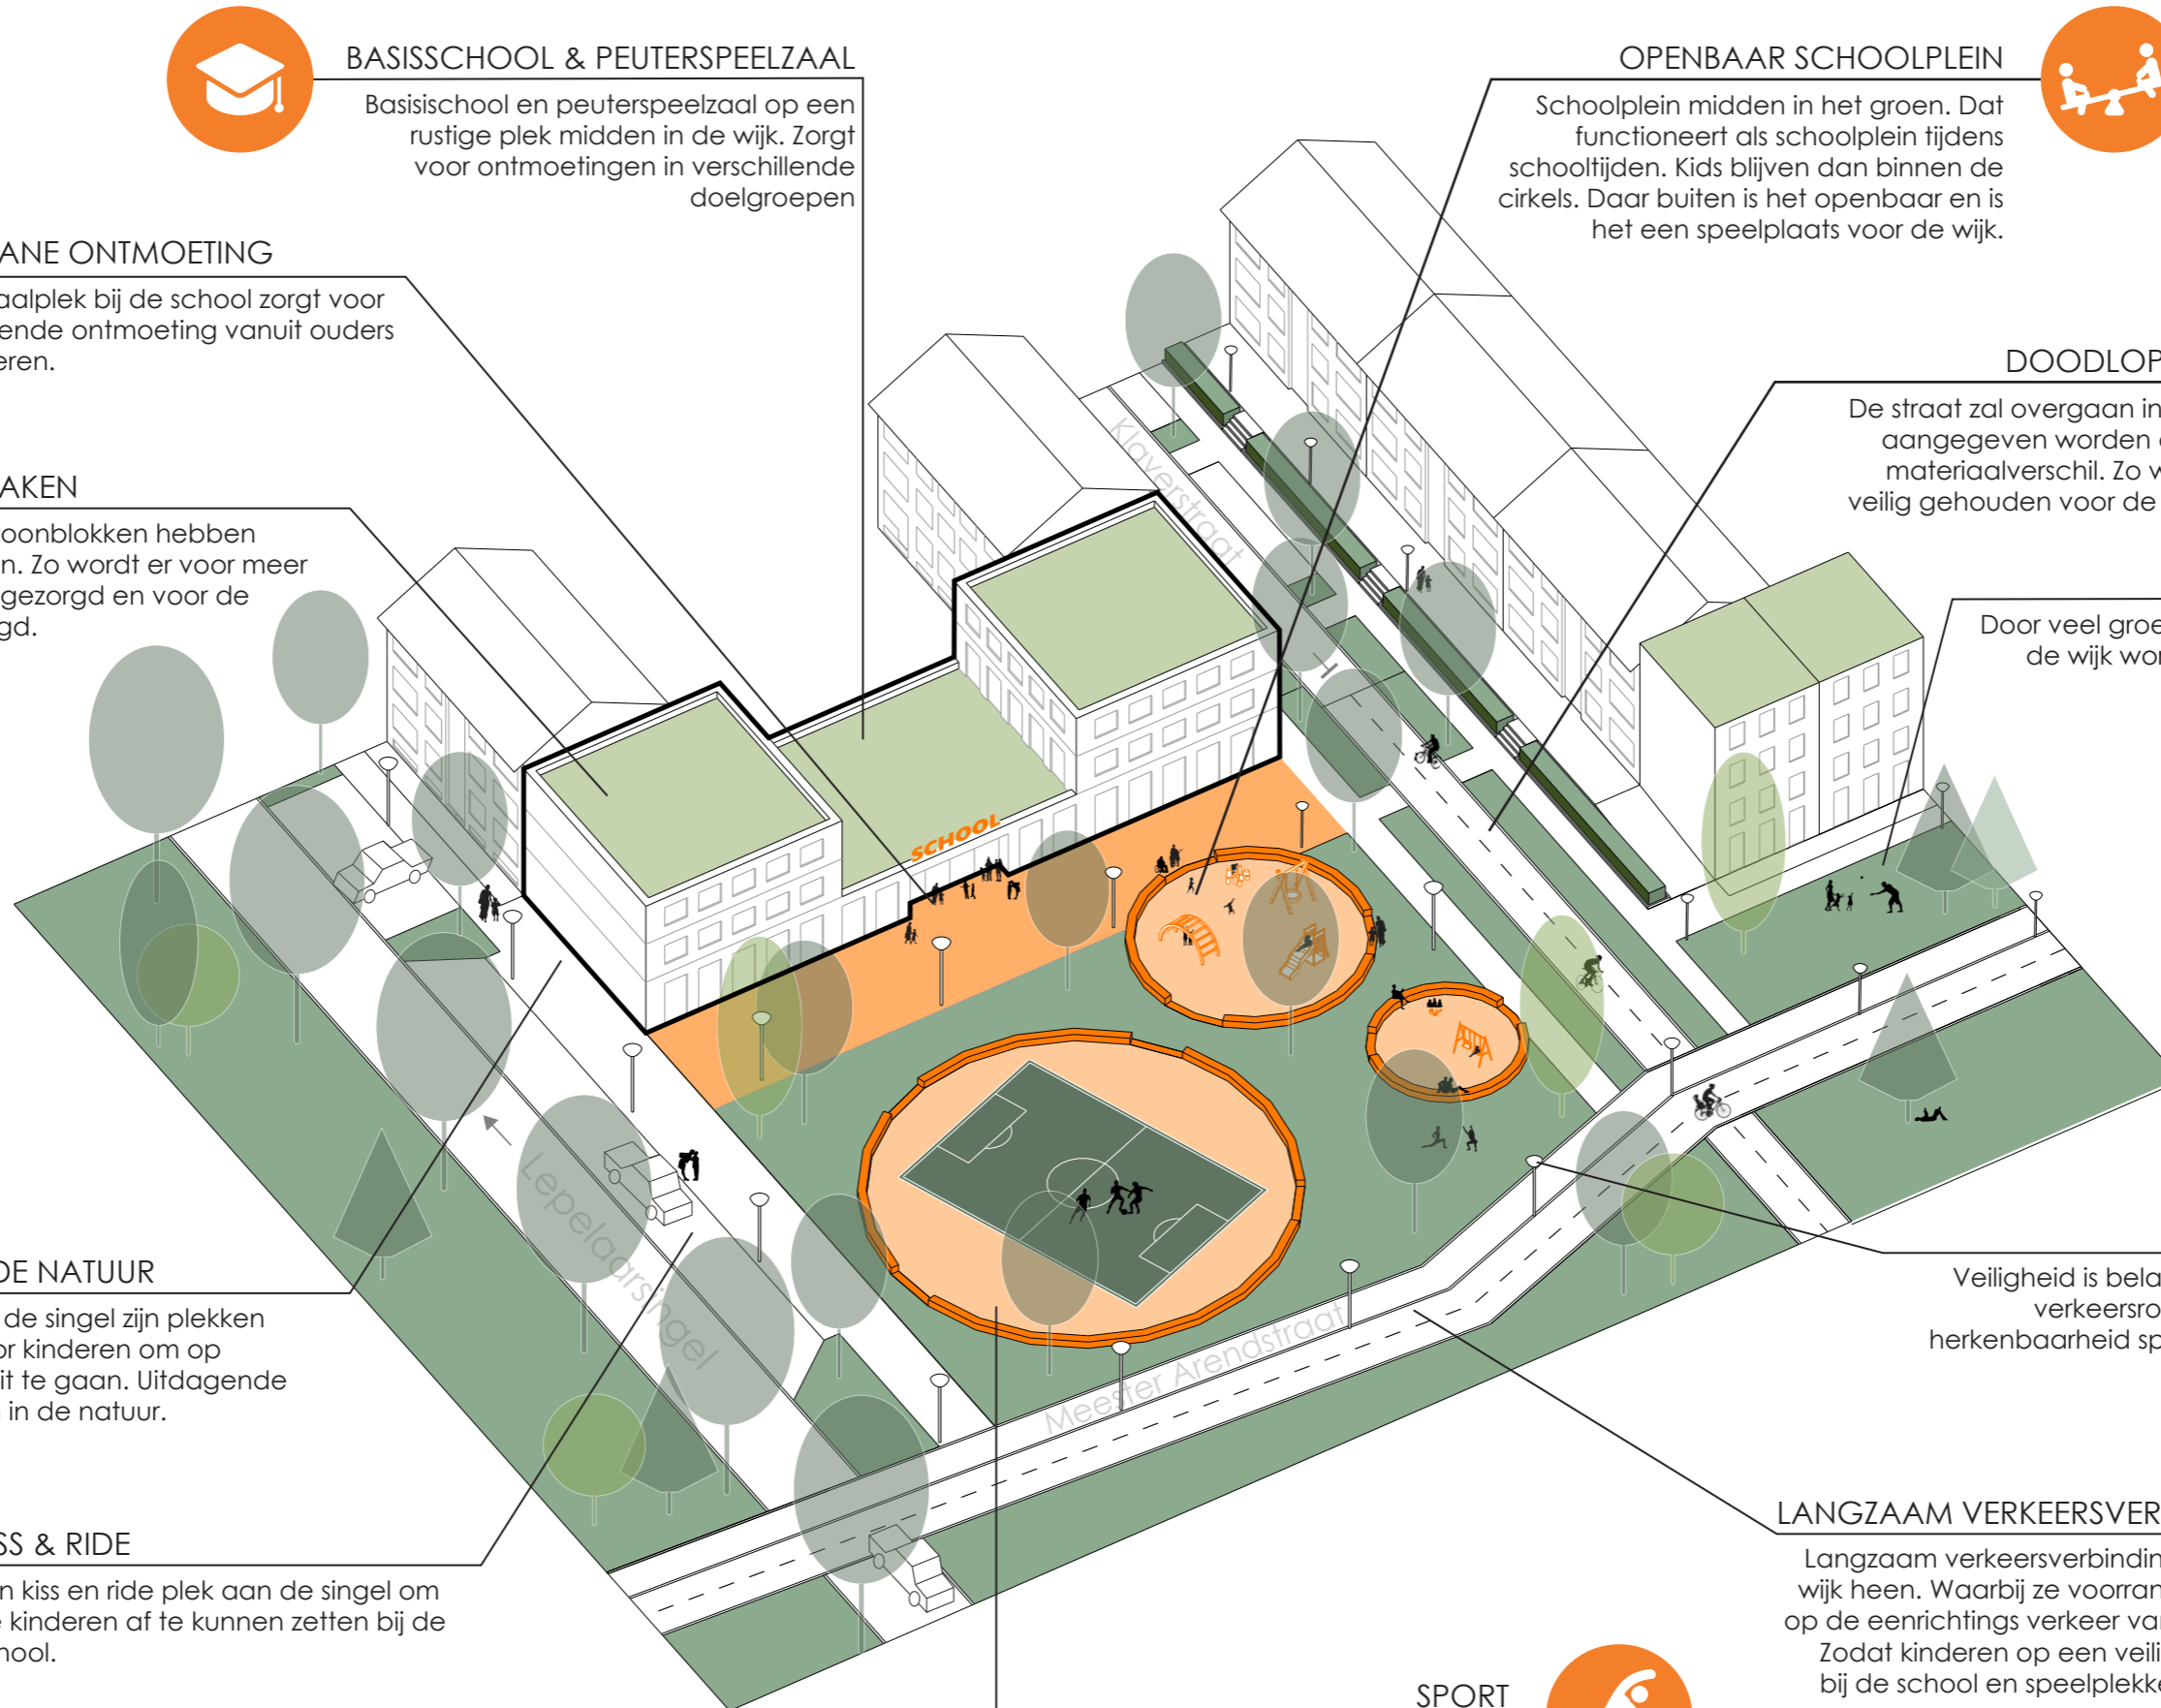 BASISSCHOOL & PEUTERSPEELZAAL
Basisischool en peuterspeelzaal op een
rustige plek midden in de wijk. Zorgt
voor ontmoetingen in verschillende
doelgroepen
OPENBAAR SCHOOLPLEIN
Schoolplein midden in het groen. Dat
functioneert als schoolplein tijdens
schooltijden. Kids blijven dan binnen de
cirkels. Daar buiten is het openbaar en is
het een speelplaats voor de wijk.
ANE ONTMOETING
aalplek bij de school zorgt voor
ende ontmoeting vanuit ouders
eren.
DOODLOP
De straat zal overgaan in
aangegeven worden
materiaalverschil. Zo w
veilig gehouden voor de
AKEN
oonblokken hebben
n. Zo wordt er voor meer
gezorgd en voor de
gd.
Door veel groe
de wijk wor
Klaverstraat
SCHOOL
Lepelaarsingel
Meester Arendstraat
DE NATUUR
de singel zijn plekken
or kinderen om op
it te gaan. Uitdagende
in de natuur.
Veiligheid is bela
verkeersro
herkenbaarheid sp
SS & RIDE
n kiss en ride plek aan de singel om
e kinderen af te kunnen zetten bij de
hool.
LANGZAAM VERKEERSVER
Langzaam verkeersverbindin
wijk heen. Waarbij ze voorran
op de eenrichtings verkeer var
Zodat kinderen op een veili
bij de school en speelplekke
SPORT